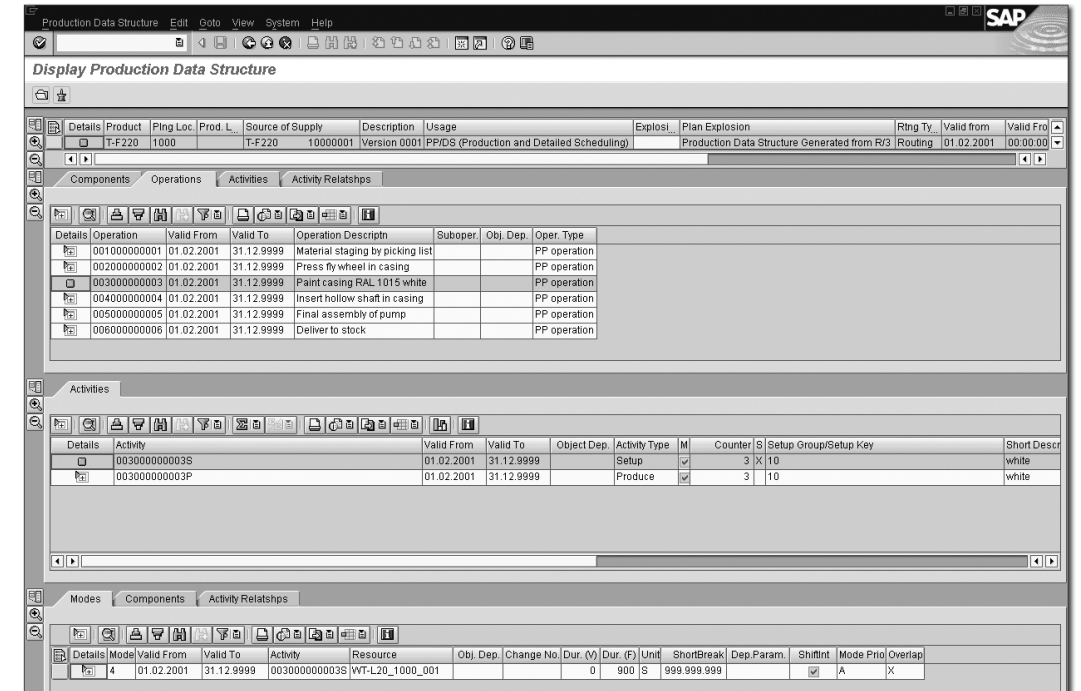 Production Data Structure Edit Goto View System Help
SAP
Display Production Data Structure
Details Product Plng Loc. Prod. L... Source of Supply Description Usage Explosi... Plan Explosion Rtng Ty... Valid from Valid Fro
T-F220 1000 T-F220 10000001 Version 0001 PP/DS (Production and Detailed Scheduling) Production Data Structure Generated from R/3 Routing 01.02.2001 00:00:00
Components Operations Activities Activity Relatshps
Details Operation Valid From Valid To Operation Descriptn Suboper. Obj. Dep. Oper. Type
001000000001 01.02.2001 31.12.9999 Material staging by picking list PP operation
002000000002 01.02.2001 31.12.9999 Press fly wheel in casing PP operation
003000000003 01.02.2001 31.12.9999 Paint casing RAL 1015 white PP operation
004000000004 01.02.2001 31.12.9999 Insert hollow shaft in casing PP operation
005000000005 01.02.2001 31.12.9999 Final assembly of pump PP operation
006000000006 01.02.2001 31.12.9999 Deliver to stock PP operation
Activities
Details Activity Valid From Valid To Object Dep. Activity Type M Counter S Setup Group/Setup Key Short Descr
003000000003S 01.02.2001 31.12.9999 Setup 3 X 10 white
003000000003P 01.02.2001 31.12.9999 Produce 3 10 white
Modes Components Activity Relatshps
Details Mode Valid From Valid To Activity Resource Obj. Dep. Change No. Dur. (V) Dur. (F) Unit ShortBreak Dep.Param. ShiftInt Mode Prio Overlap
4 01.02.2001 31.12.9999 003000000003S WT-L20_1000_001 0 900 S 999.999.999 A X